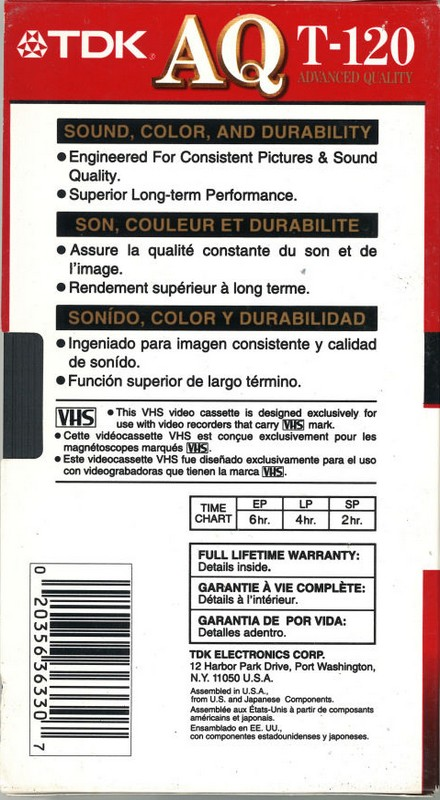 TDK AQ T-120
ADVANCED QUALITY
SOUND, COLOR, AND DURABILITY
● Engineered For Consistent Pictures & Sound
Quality.
● Superior Long-term Performance.
SON, COULEUR ET DURABILITE
● Assure la qualité constante du son et de
l'image.
● Rendement supérieur à long terme.
SONÍDO, COLOR Y DURABILIDAD
● Ingeniado para imagen consistente y calidad
de sonído.
● Función superior de largo término.
VHS ● This VHS video cassette is designed exclusively for
use with video recorders that carry VHS mark.
● Cette vidéocassette VHS est conçue exclusivement pour les
magnétoscopes marqués VHS.
● Este videocassette VHS fue diseñado exclusivamente para el uso
con videograbadoras que tienen la marca VHS.
TIME CHART
EP LP SP
6hr. 4hr. 2hr.
FULL LIFETIME WARRANTY:
Details inside.
GARANTIE À VIE COMPLÈTE:
Détails à l'intérieur.
GARANTIA DE POR VIDA:
Detalles adentro.
TDK ELECTRONICS CORP.
12 Harbor Park Drive, Port Washington,
N.Y. 11050 U.S.A.
Assembled in U.S.A.,
from U.S. and Japanese Components.
Assemblée aux États-Unis à partir de composants
américains et japonais.
Ensamblado en EE. UU.,
con componentes estadounidenses y japoneses.
0 20356 36330 7